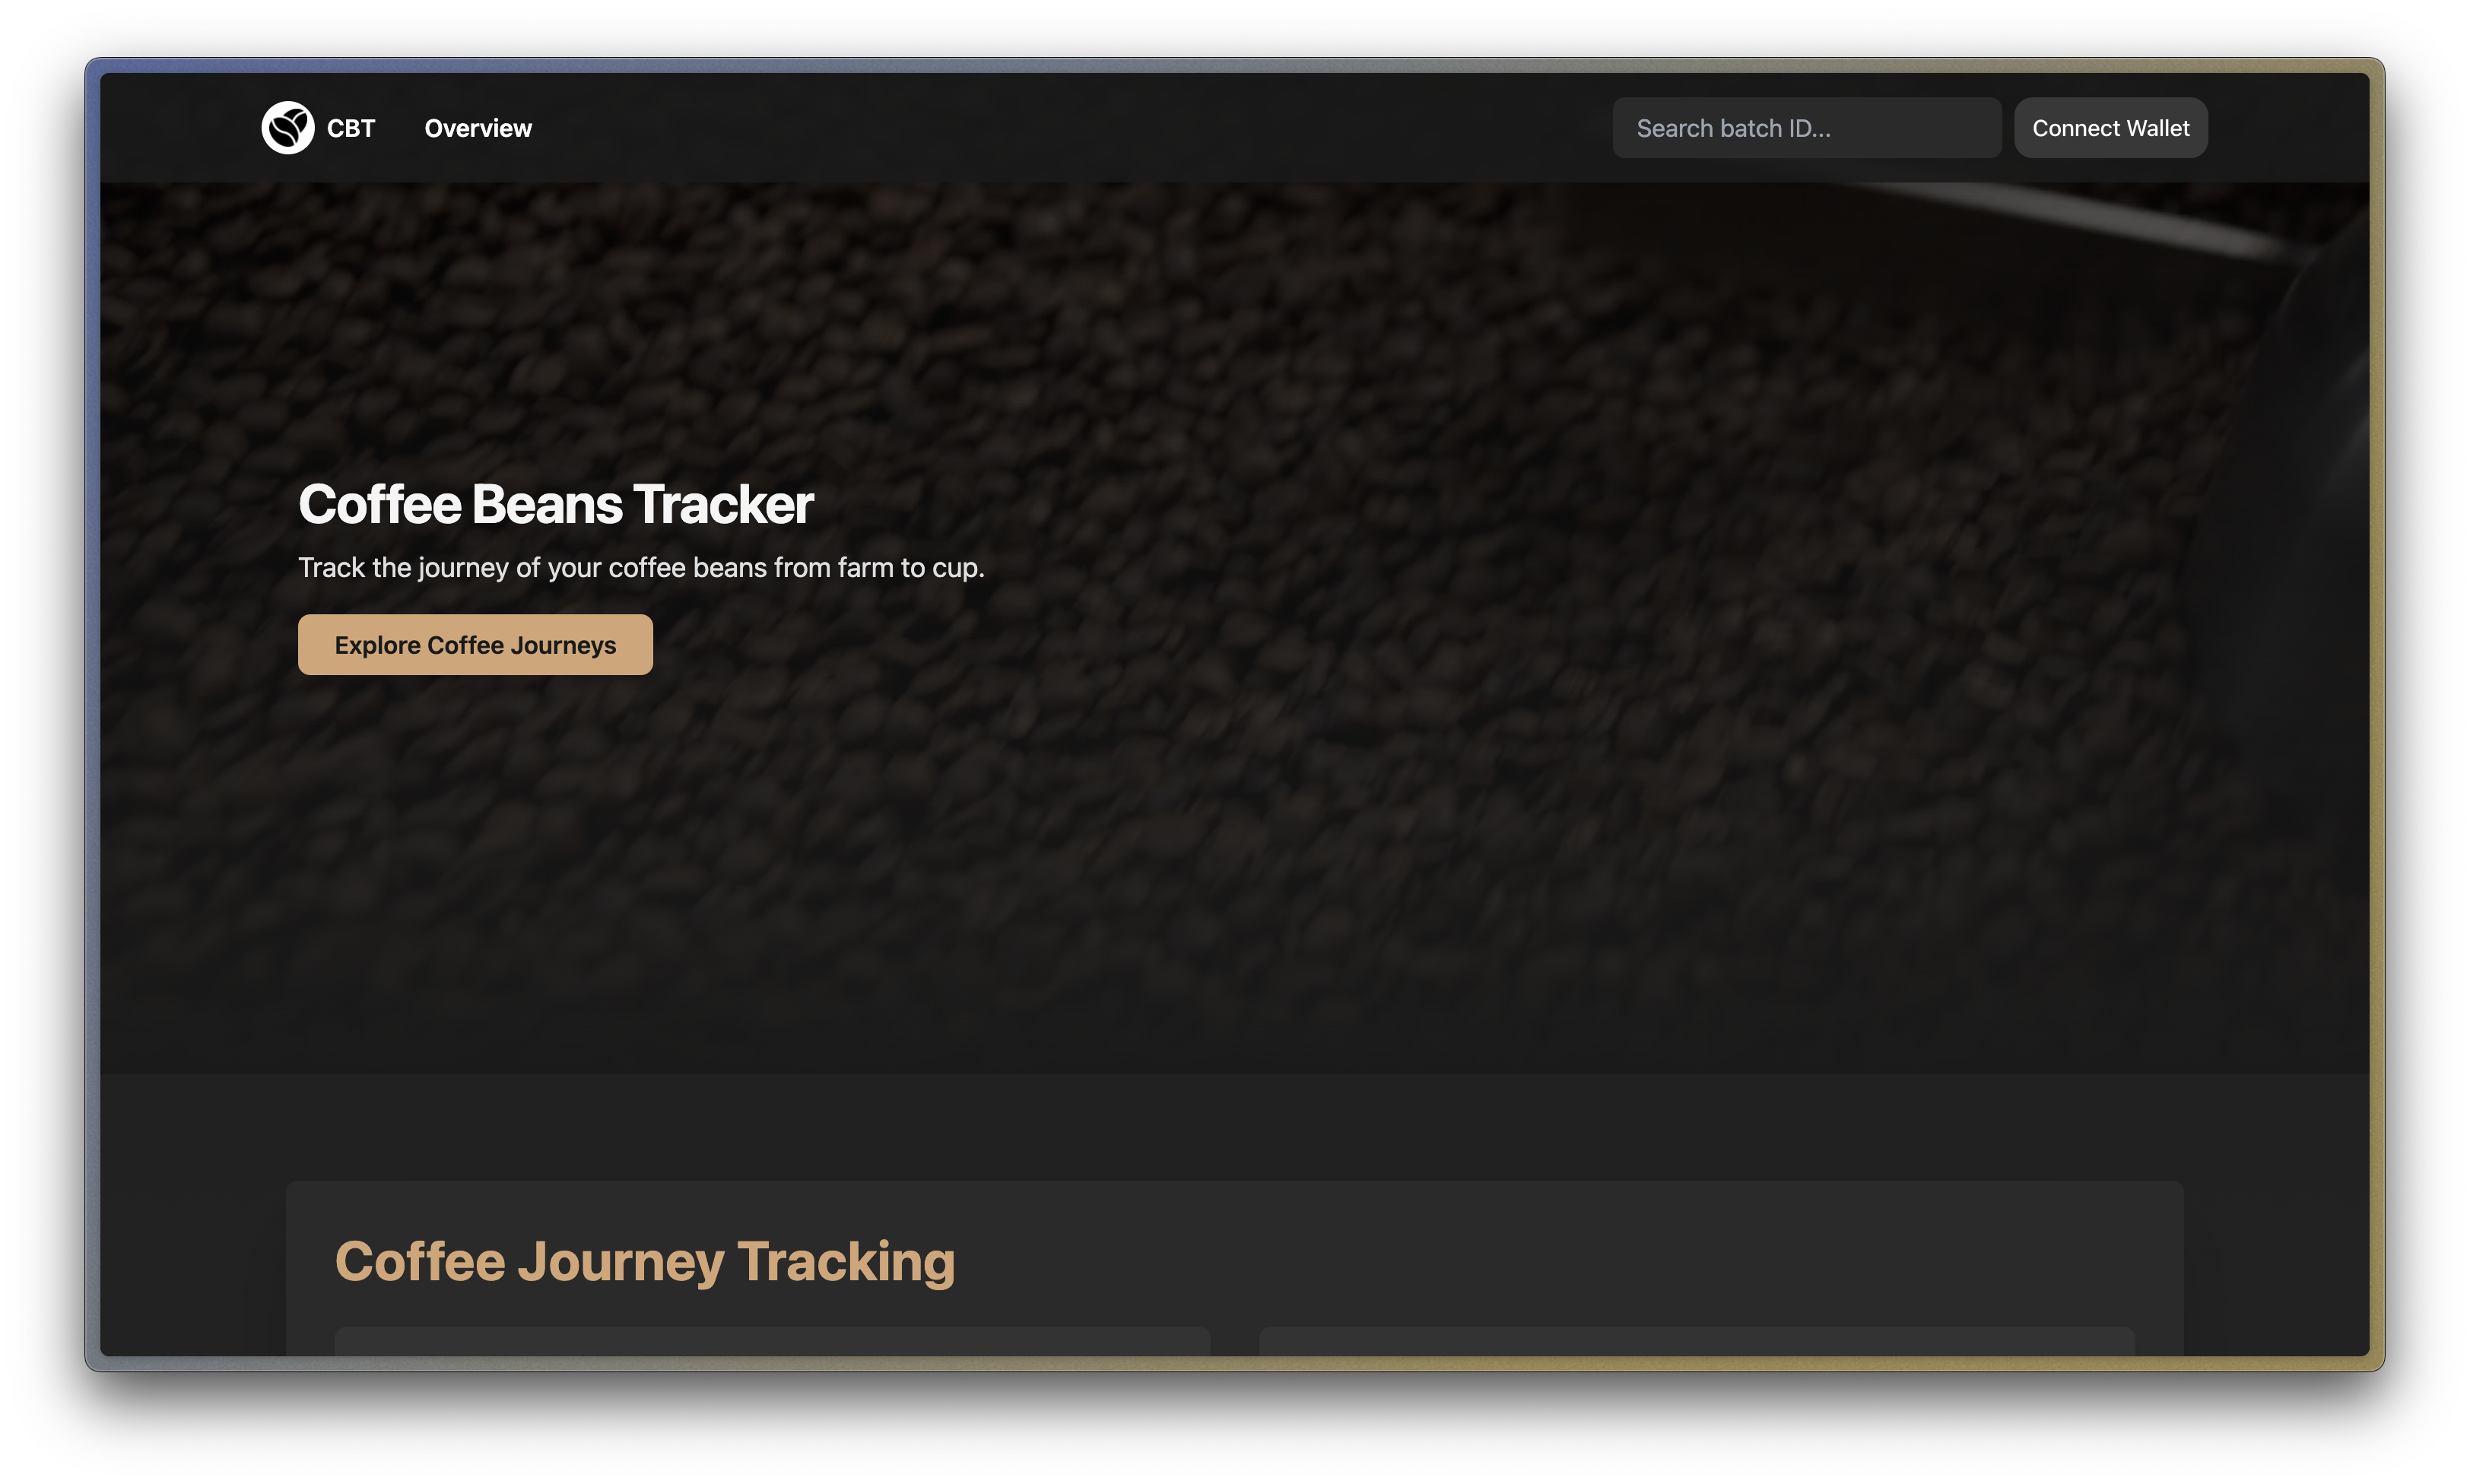 CBT
Overview
Search batch ID...
Connect Wallet
Coffee Beans Tracker
Track the journey of your coffee beans from farm to cup.
Explore Coffee Journeys
Coffee Journey Tracking